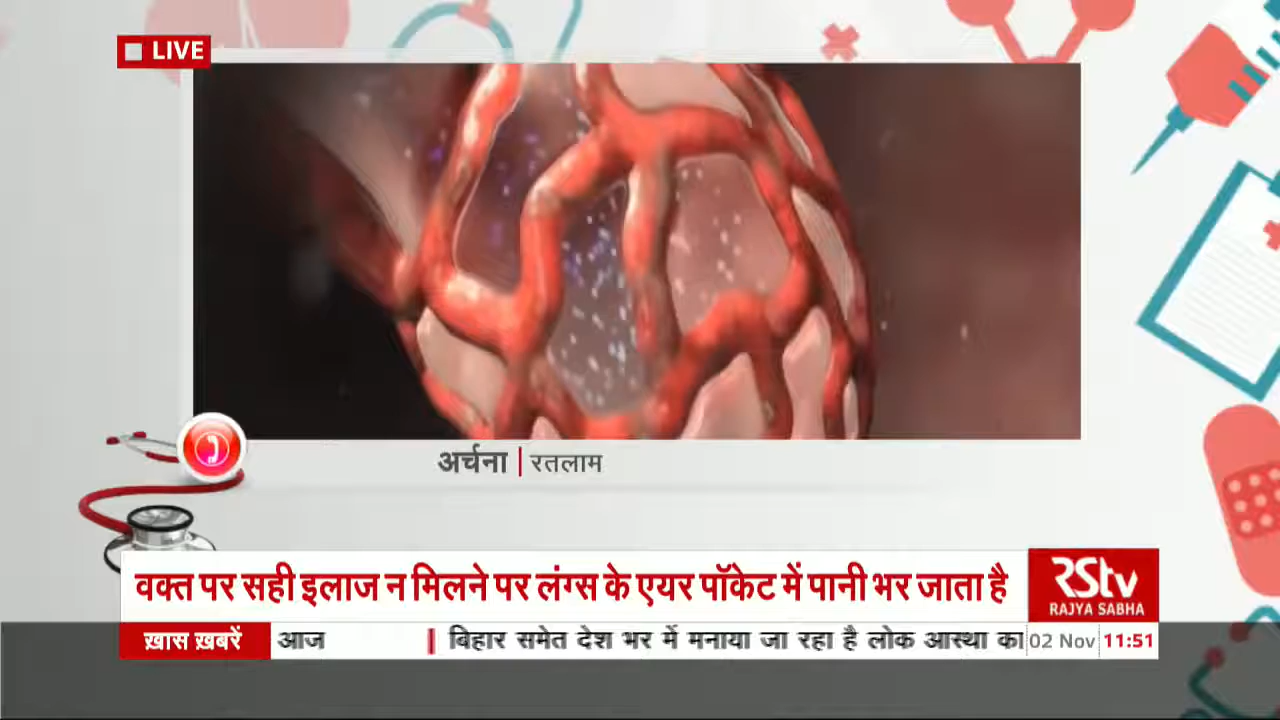 LIVE
अर्चना | रतलाम
वक्त पर सही इलाज न मिलने पर लंग्स के एयर पॉकेट में पानी भर जाता है
RStv
RAJYA SABHA
ख़ास ख़बरें
आज | बिहार समेत देश भर में मनाया जा रहा है लोक आस्था का
02 Nov 11:51